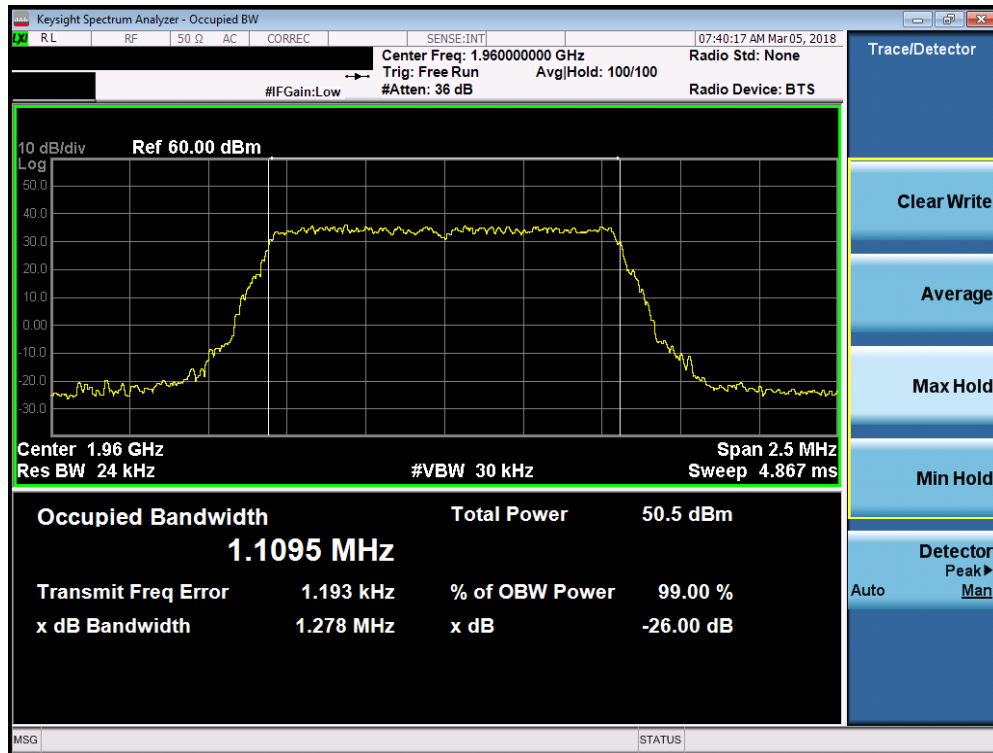 Keysight Spectrum Analyzer - Occupied BW
LXI RL RF 50 Ω AC CORREC SENSE:INT 07:40:17 AM Mar 05, 2018
Center Freq: 1.960000000 GHz Radio Std: None
Trig: Free Run Avg|Hold: 100/100
#IFGain:Low #Atten: 36 dB Radio Device: BTS
Trace/Detector
10 dB/div Ref 60.00 dBm
Log
50.0
40.0
30.0
20.0
10.0
0.00
-10.0
-20.0
-30.0
Center 1.96 GHz Span 2.5 MHz
Res BW 24 kHz #VBW 30 kHz Sweep 4.867 ms
Occupied Bandwidth Total Power 50.5 dBm
1.1095 MHz
Transmit Freq Error 1.193 kHz % of OBW Power 99.00 %
x dB Bandwidth 1.278 MHz x dB -26.00 dB
Clear Write
Average
Max Hold
Min Hold
Detector
Peak▶
Auto Man
MSG STATUS